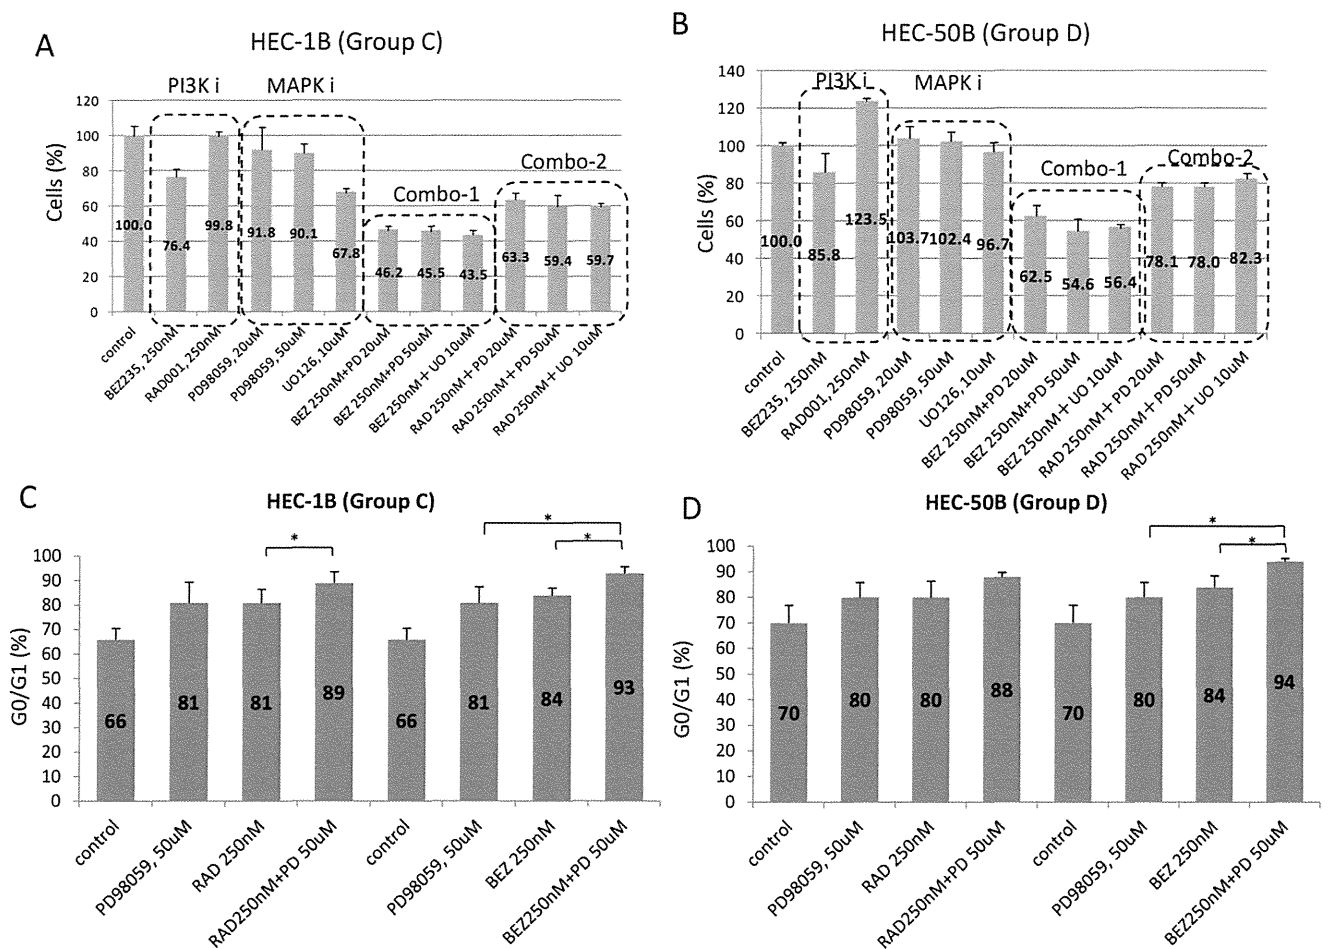 A
HEC-1B (Group C)
PI3K i
MAPK i
Combo-1
Combo-2
Cells (%)
120
100
80
60
40
20
0
100.0
76.4
99.8
91.8
90.1
67.8
46.2
45.5
43.5
63.3
59.4
59.7
control
BEZ235, 250nM
RAD001, 250nM
PD98059, 20uM
PD98059, 50uM
UO126, 10uM
BEZ 250nM+PD 20uM
BEZ 250nM+PD 50uM
BEZ 250nM + UO 10uM
RAD 250nM + PD 20uM
RAD 250nM + PD 50uM
RAD 250nM + UO 10uM
B
HEC-50B (Group D)
PI3K i
MAPK i
Combo-1
Combo-2
Cells (%)
140
120
100
80
60
40
20
0
100.0
85.8
123.5
103.7
102.4
96.7
62.5
54.6
56.4
78.1
78.0
82.3
control
BEZ235, 250nM
RAD001, 250nM
PD98059, 20uM
PD98059, 50uM
UO126, 10uM
BEZ 250nM+PD 20uM
BEZ 250nM+PD 50uM
BEZ 250nM + UO 10uM
RAD 250nM + PD 20uM
RAD 250nM + PD 50uM
RAD 250nM + UO 10uM
C
HEC-1B (Group C)
*
*
*
G0/G1 (%)
100
90
80
70
60
50
40
30
20
10
0
66
81
81
89
66
81
84
93
control
PD98059, 50uM
RAD 250nM
RAD250nM+PD 50uM
control
PD98059, 50uM
BEZ 250nM
BEZ250nM+PD 50uM
D
HEC-50B (Group D)
*
*
G0/G1 (%)
100
90
80
70
60
50
40
30
20
10
0
70
80
80
88
70
80
84
94
control
PD98059, 50uM
RAD 250nM
RAD250nM+PD 50uM
control
PD98059, 50uM
BEZ 250nM
BEZ250nM+PD 50uM